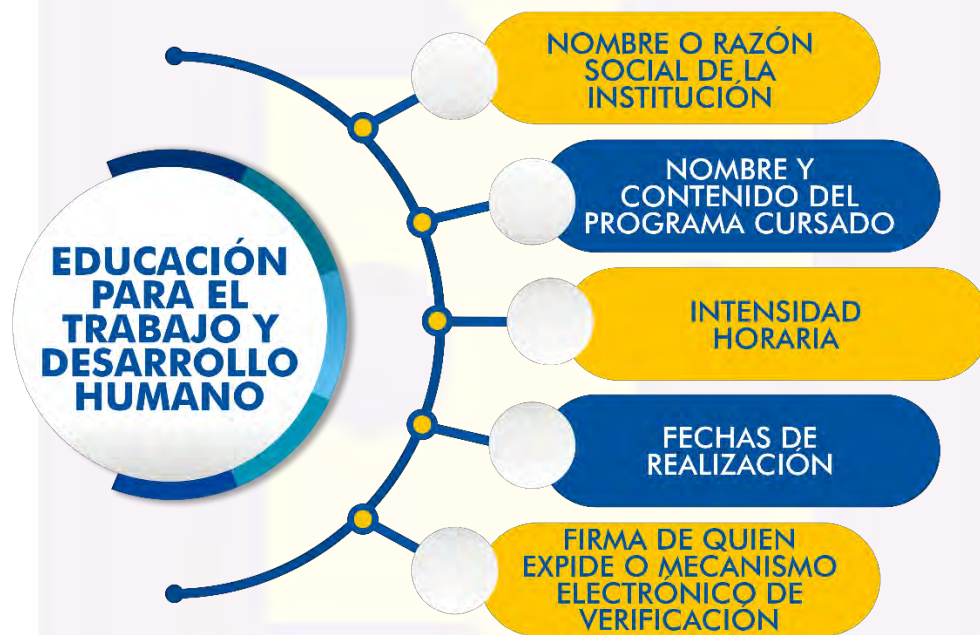 EDUCACIÓN
PARA EL
TRABAJO Y
DESARROLLO
HUMANO
NOMBRE O RAZÓN
SOCIAL DE LA
INSTITUCIÓN
NOMBRE Y
CONTENIDO DEL
PROGRAMA CURSADO
INTENSIDAD
HORARIA
FECHAS DE
REALIZACIÓN
FIRMA DE QUIEN
EXPIDE O MECANISMO
ELECTRÓNICO DE
VERIFICACIÓN